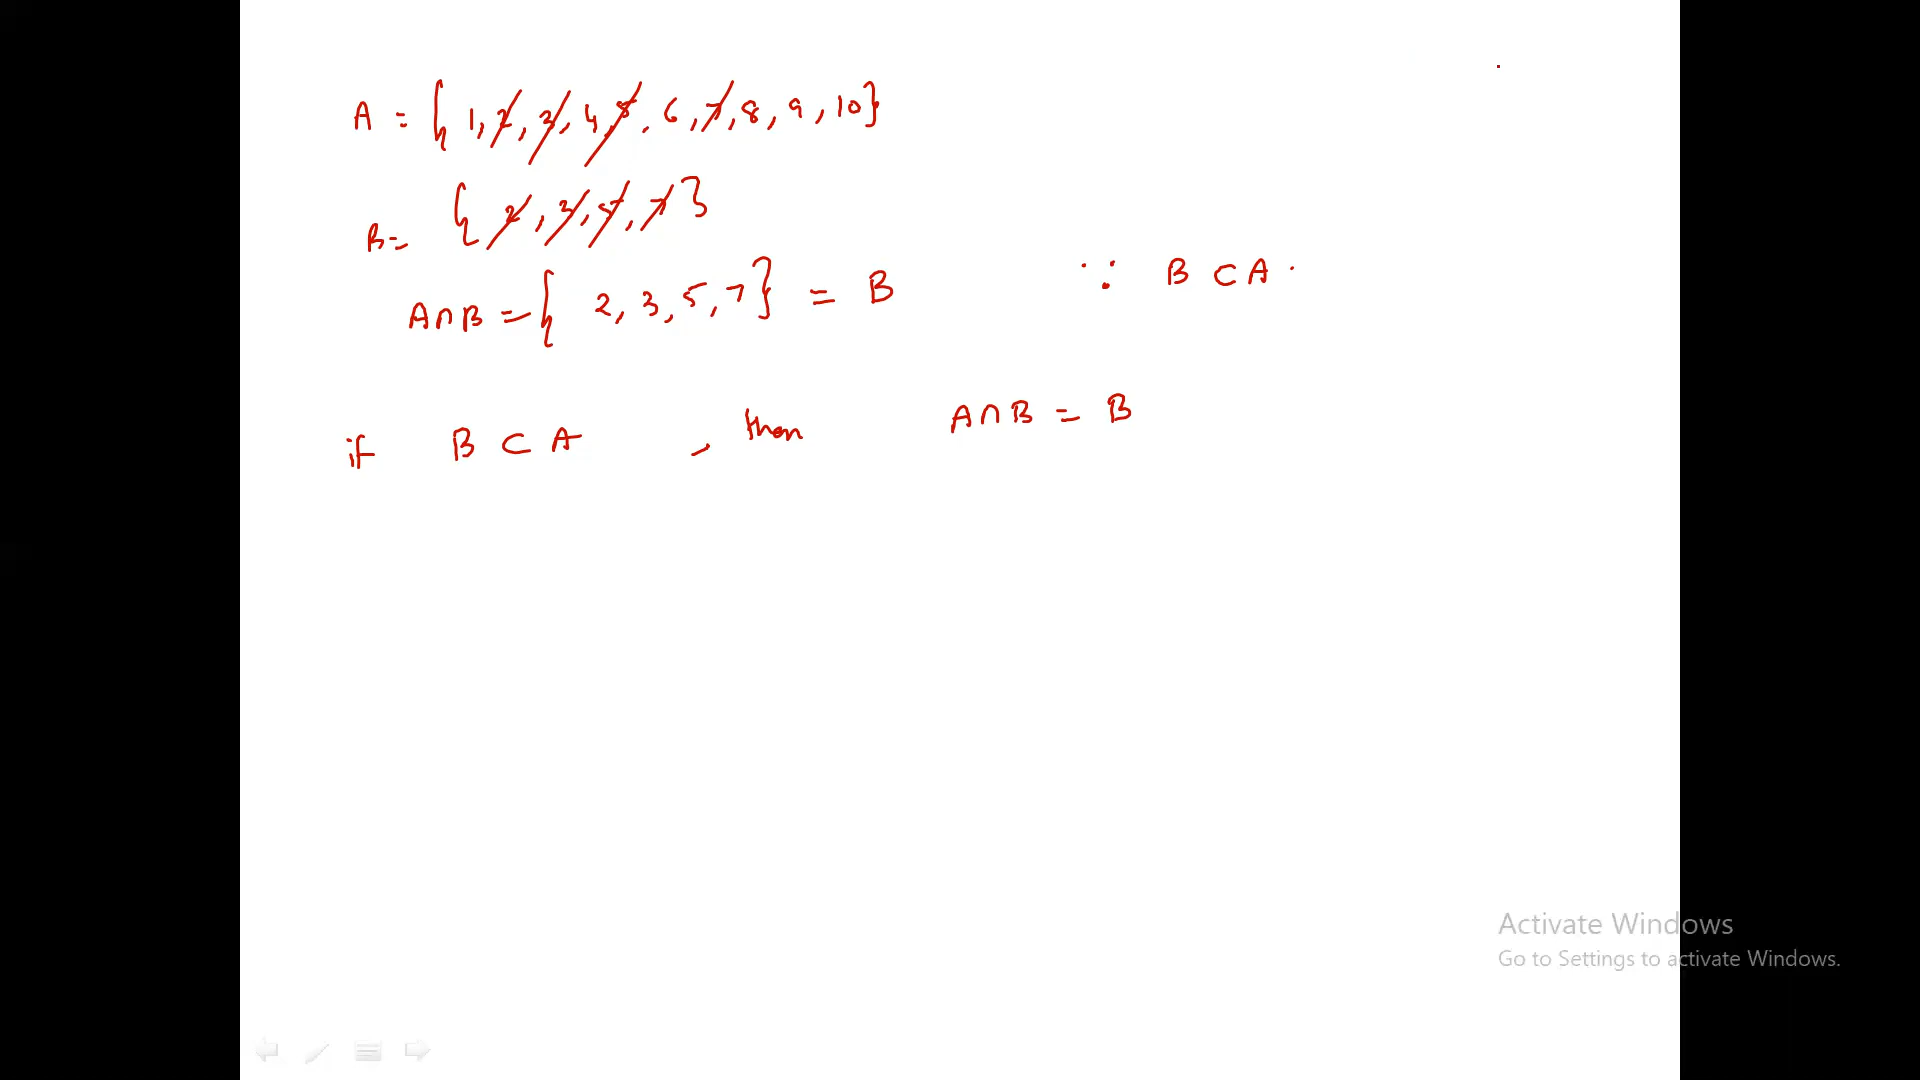 A = {1, 2, 3, 4, 5, 6, 7, 8, 9, 10}
B = {2, 3, 5, 7}
A∩B = {2, 3, 5, 7} = B ∵ B ⊂ A.
if B ⊂ A , then A∩B = B
Activate Windows
Go to Settings to activate Windows.